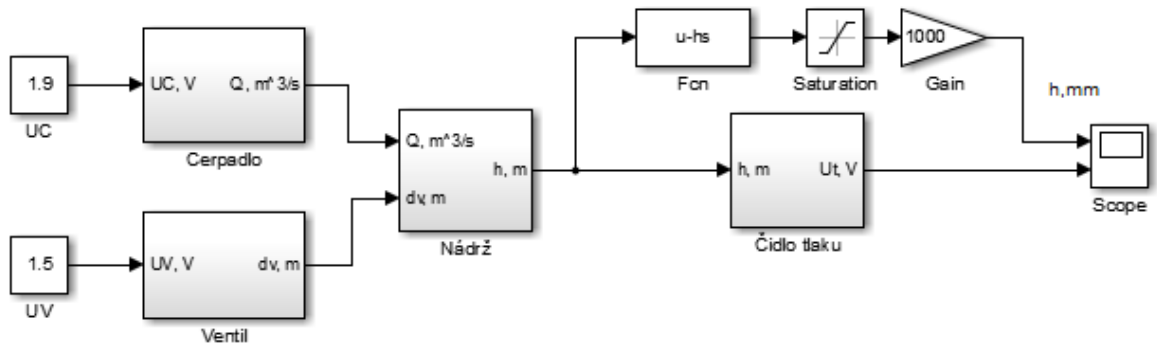 1.9
UC
UC, V
Q, m^3/s
Cerpadlo
1.5
UV
UV, V
dv, m
Ventil
Q, m^3/s
dv, m
h, m
Nádrž
u-hs
Fcn
Saturation
1000
Gain
h,mm
h, m
Ut, V
Čidlo tlaku
Scope